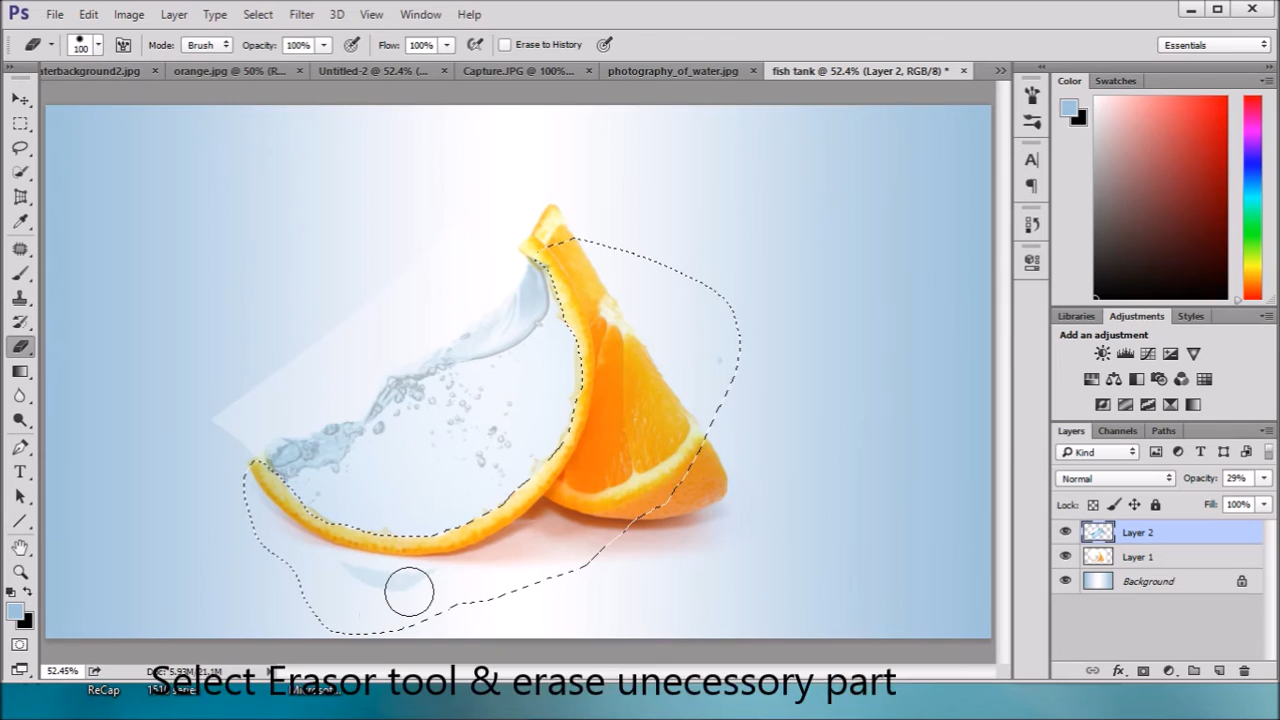 Ps File Edit Image Layer Type Select Filter 3D View Window Help
100 Mode: Brush Opacity: 100% Flow: 100% Erase to History Essentials
aterbackground2.jpg orange.jpg @ 50% (R... Untitled-2 @ 52.4% (... Capture.JPG @ 100%... photography_of_water.jpg fish tank @ 52.4% (Layer 2, RGB/8) *
Color Swatches
Libraries Adjustments Styles
Add an adjustment
Layers Channels Paths
Kind
Normal Opacity: 29%
Lock: Fill: 100%
Layer 2
Layer 1
Background
52.45%
Select Erasor tool & erase unecessory part
ReCap